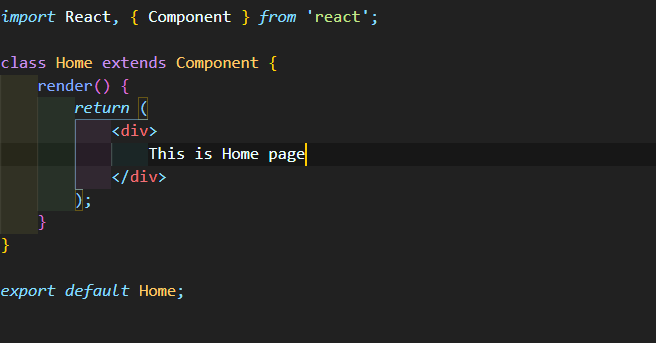 import React, { Component } from 'react';
class Home extends Component {
render() {
return (
<div>
This is Home page
</div>
);
}
}
export default Home;